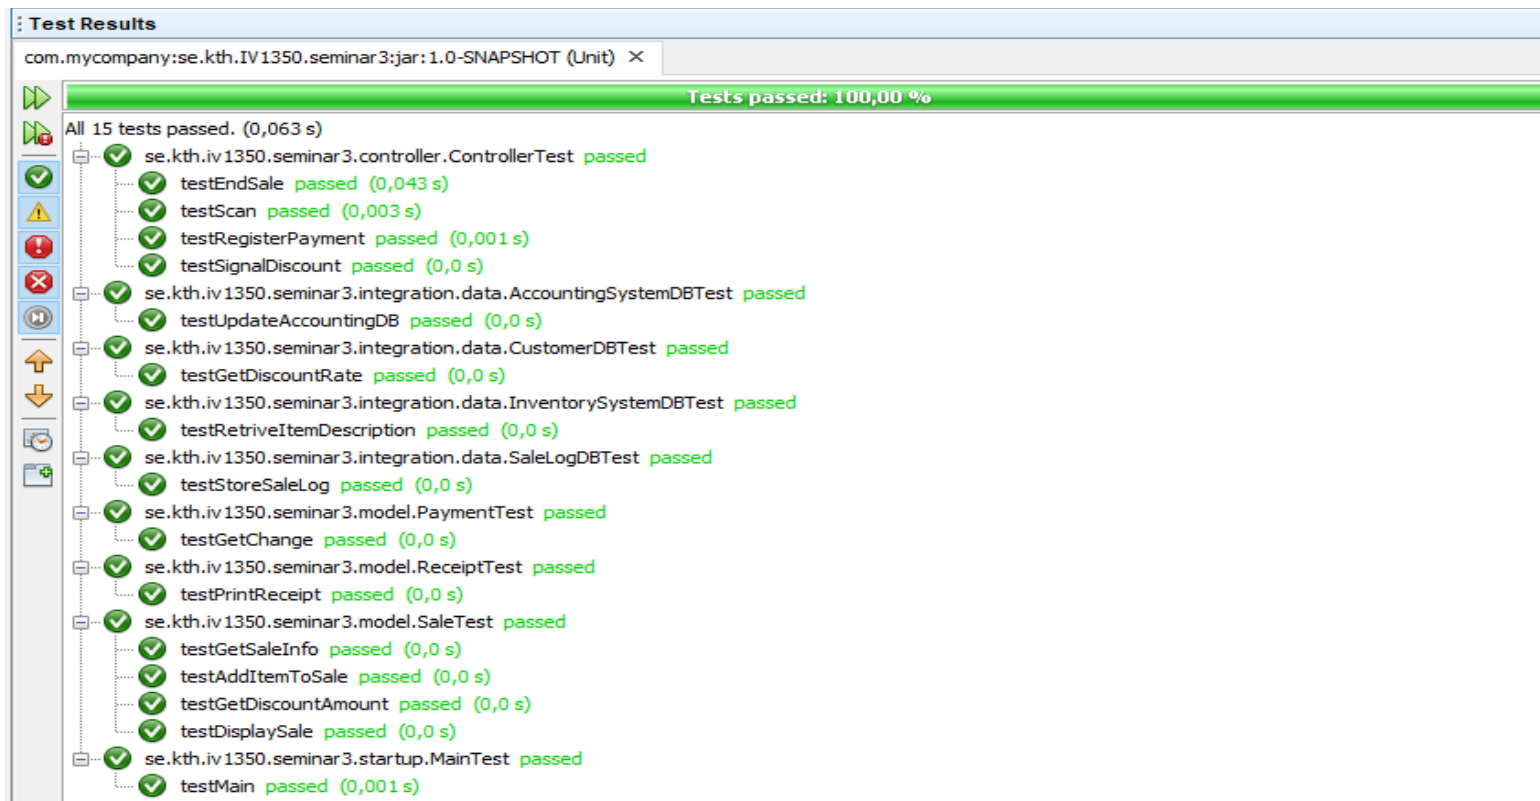 Test Results
com.mycompany:se.kth.IV1350.seminar3:jar:1.0-SNAPSHOT (Unit)
Tests passed: 100,00 %
All 15 tests passed. (0,063 s)
se.kth.iv1350.seminar3.controller.ControllerTest passed
testEndSale passed (0,043 s)
testScan passed (0,003 s)
testRegisterPayment passed (0,001 s)
testSignalDiscount passed (0,0 s)
se.kth.iv1350.seminar3.integration.data.AccountingSystemDBTest passed
testUpdateAccountingDB passed (0,0 s)
se.kth.iv1350.seminar3.integration.data.CustomerDBTest passed
testGetDiscountRate passed (0,0 s)
se.kth.iv1350.seminar3.integration.data.InventorySystemDBTest passed
testRetriveItemDescription passed (0,0 s)
se.kth.iv1350.seminar3.integration.data.SaleLogDBTest passed
testStoreSaleLog passed (0,0 s)
se.kth.iv1350.seminar3.model.PaymentTest passed
testGetChange passed (0,0 s)
se.kth.iv1350.seminar3.model.ReceiptTest passed
testPrintReceipt passed (0,0 s)
se.kth.iv1350.seminar3.model.SaleTest passed
testGetSaleInfo passed (0,0 s)
testAddItemToSale passed (0,0 s)
testGetDiscountAmount passed (0,0 s)
testDisplaySale passed (0,0 s)
se.kth.iv1350.seminar3.startup.MainTest passed
testMain passed (0,001 s)